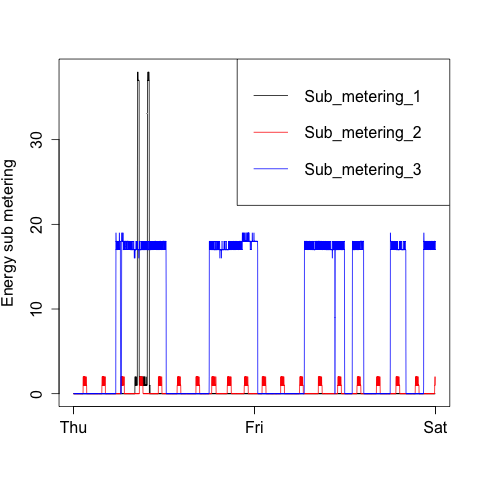 Sub_metering_1
Sub_metering_2
Sub_metering_3
Energy sub metering
30
20
10
0
Thu Fri Sat